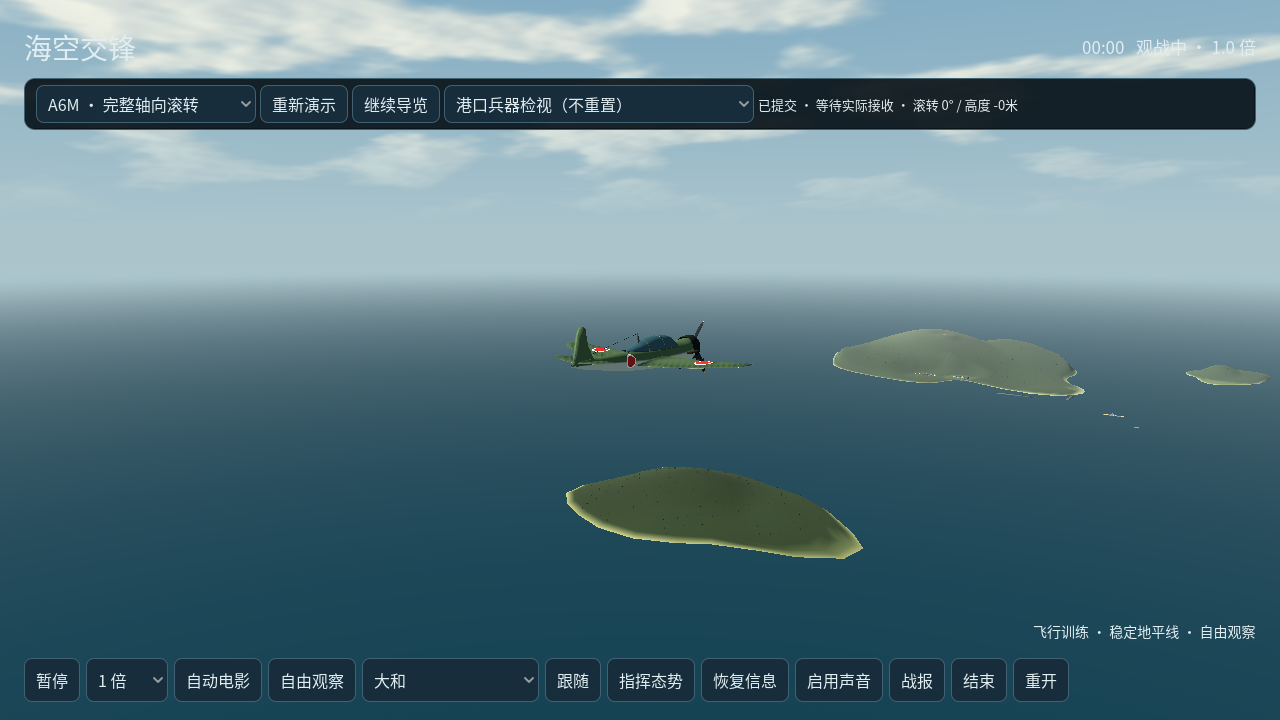 海空交锋
00:00 观战中 · 1.0 倍
A6M · 完整轴向滚转 重新演示 继续导览 港口兵器检视（不重置） 已提交 · 等待实际接收 · 滚转 0° / 高度 -0米
飞行训练 · 稳定地平线 · 自由观察
暂停 1 倍 自动电影 自由观察 大和 跟随 指挥态势 恢复信息 启用声音 战报 结束 重开